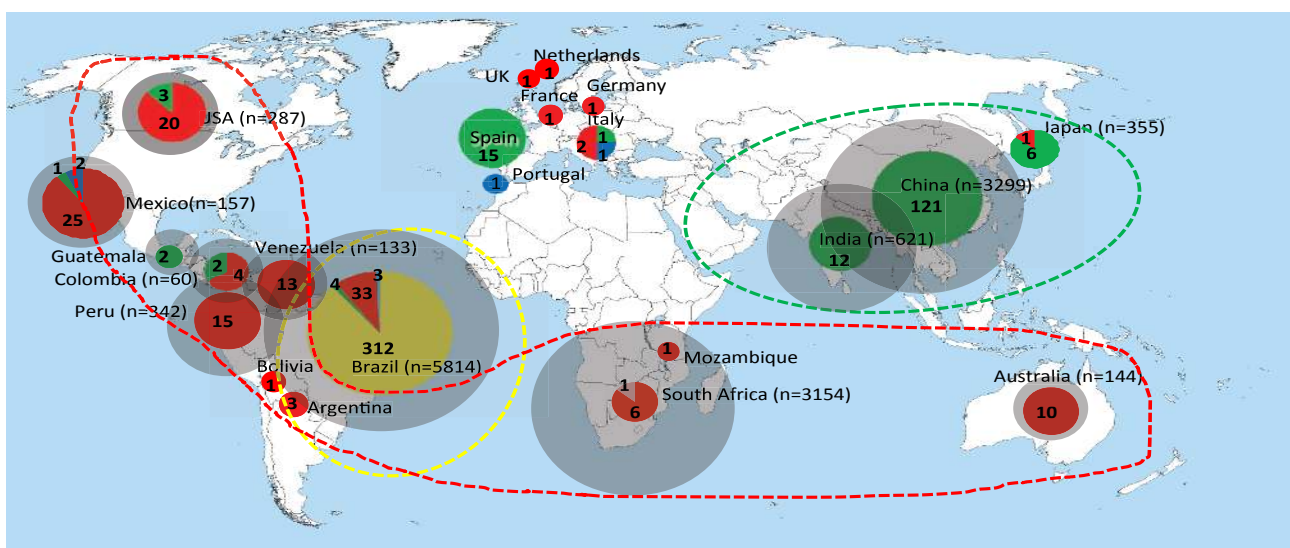 Netherlands
1
UK
1
Germany
1
France
1
Italy
2
1
1
Spain
15
Portugal
1
3
20
USA (n=287)
1
2
25
Mexico(n=157)
Guatemala
2
Colombia (n=60)
2
4
Venezuela (n=133)
13
Peru (n=342)
15
4
33
3
312
Brazil (n=5814)
Bolivia
1
3
Argentina
1
Mozambique
1
6
South Africa (n=3154)
Japan (n=355)
1
6
China (n=3299)
121
India (n=621)
12
Australia (n=144)
10